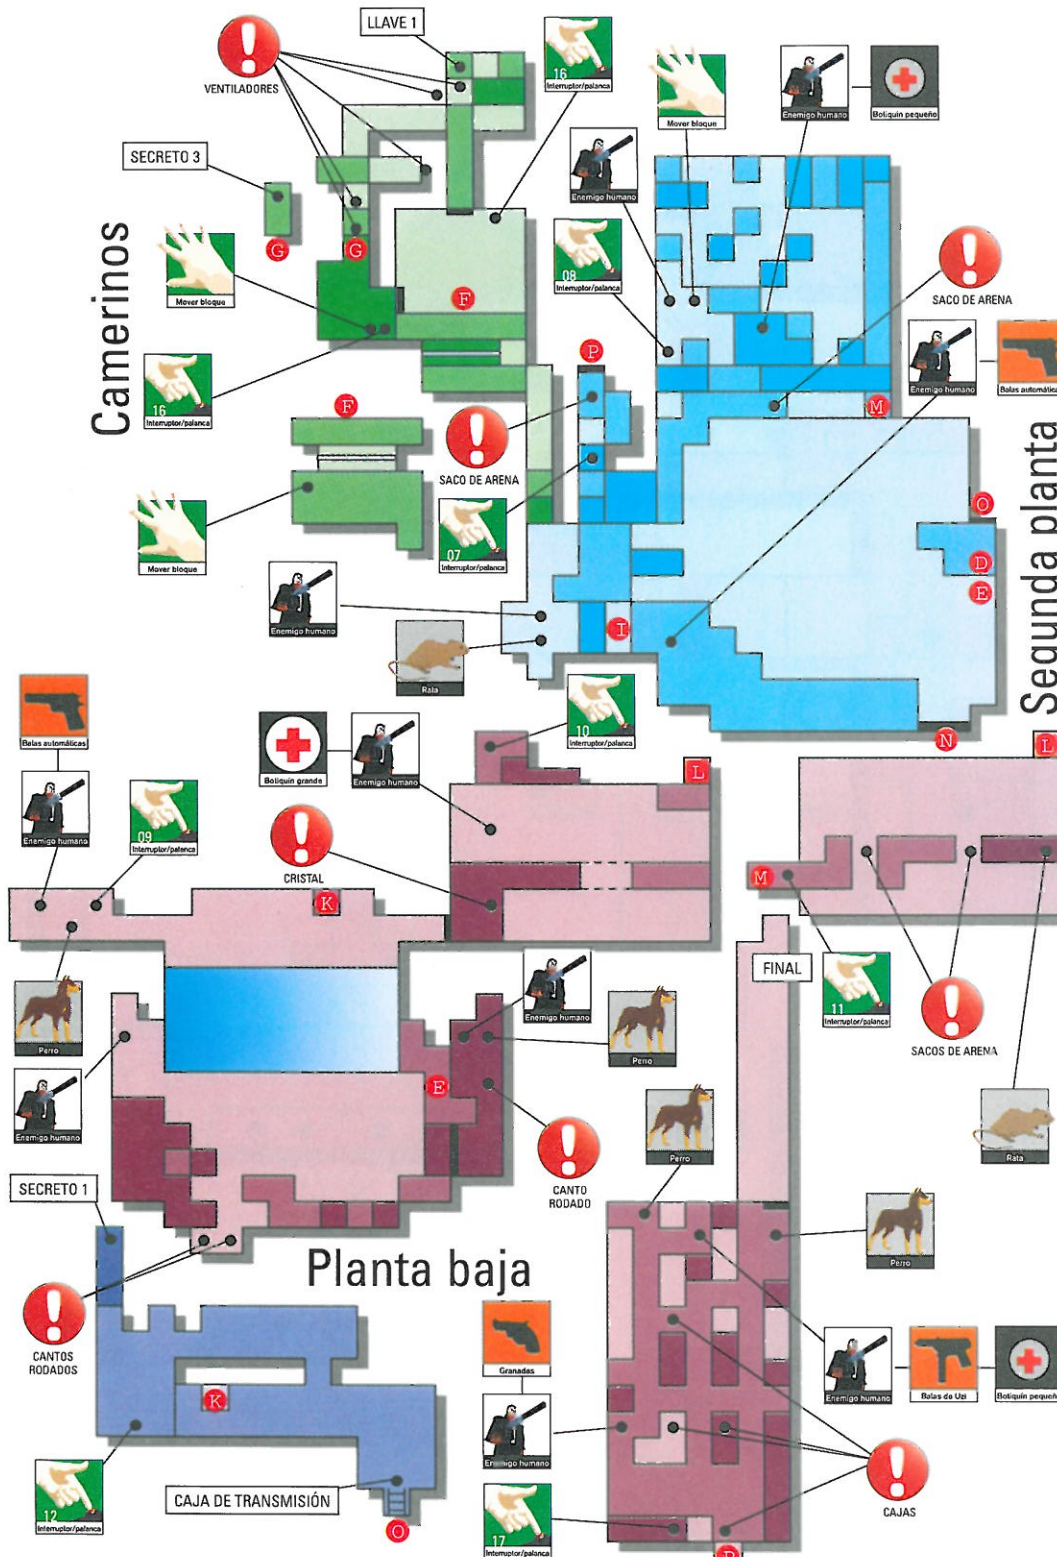 LLAVE 1
VENTILADORES
16
Interruptor/palanca
Mover bloque
Enemigo humano
Botiquín pequeño
SECRETO 3
Enemigo humano
08
Interruptor/palanca
SACO DE ARENA
G
G
Mover bloque
F
Camerinos
16
Interruptor/palanca
P
Enemigo humano
Balas automáticas
M
F
SACO DE ARENA
Mover bloque
07
Interruptor/palanca
O
D
E
Segunda planta
Enemigo humano
I
Rata
10
Interruptor/palanca
N
L
Balas automáticas
Botiquín grande
Enemigo humano
L
Enemigo humano
09
Interruptor/palanca
CRISTAL
K
M
FINAL
11
Interruptor/palanca
SACOS DE ARENA
Perro
Enemigo humano
Perro
Enemigo humano
E
Perro
Rata
CANTO
RODADO
SECRETO 1
Perro
Planta baja
CANTOS
RODADOS
Granadas
Enemigo humano
Balas de Uzi
Botiquín pequeño
K
Enemigo humano
12
Interruptor/palanca
CAJA DE TRANSMISIÓN
O
CAJAS
17
Interruptor/palanca
P